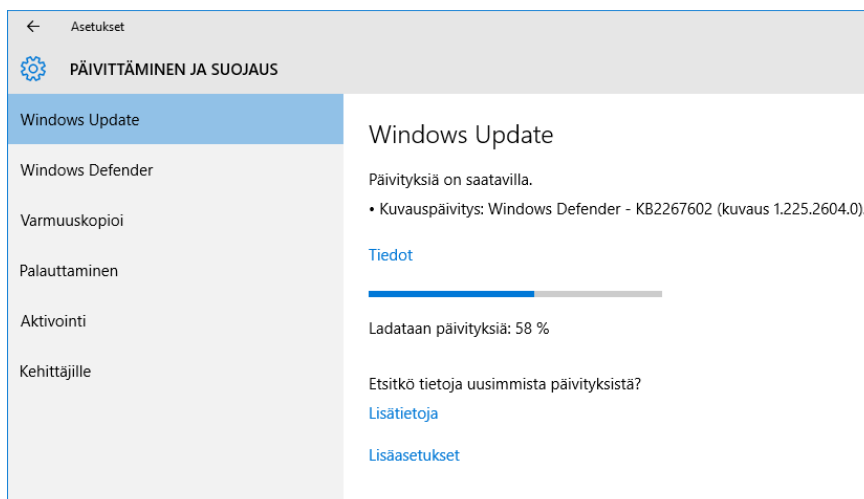 Asetukset
PÄIVITTÄMINEN JA SUOJAUS
Windows Update
Windows Defender
Varmuuskopioi
Palauttaminen
Aktivointi
Kehittäjille
Windows Update
Päivityksiä on saatavilla.
• Kuvauspäivitys: Windows Defender - KB2267602 (kuvaus 1.225.2604.0).
Tiedot
Ladataan päivityksiä: 58 %
Etsitkö tietoja uusimmista päivityksistä?
Lisätietoja
Lisäasetukset